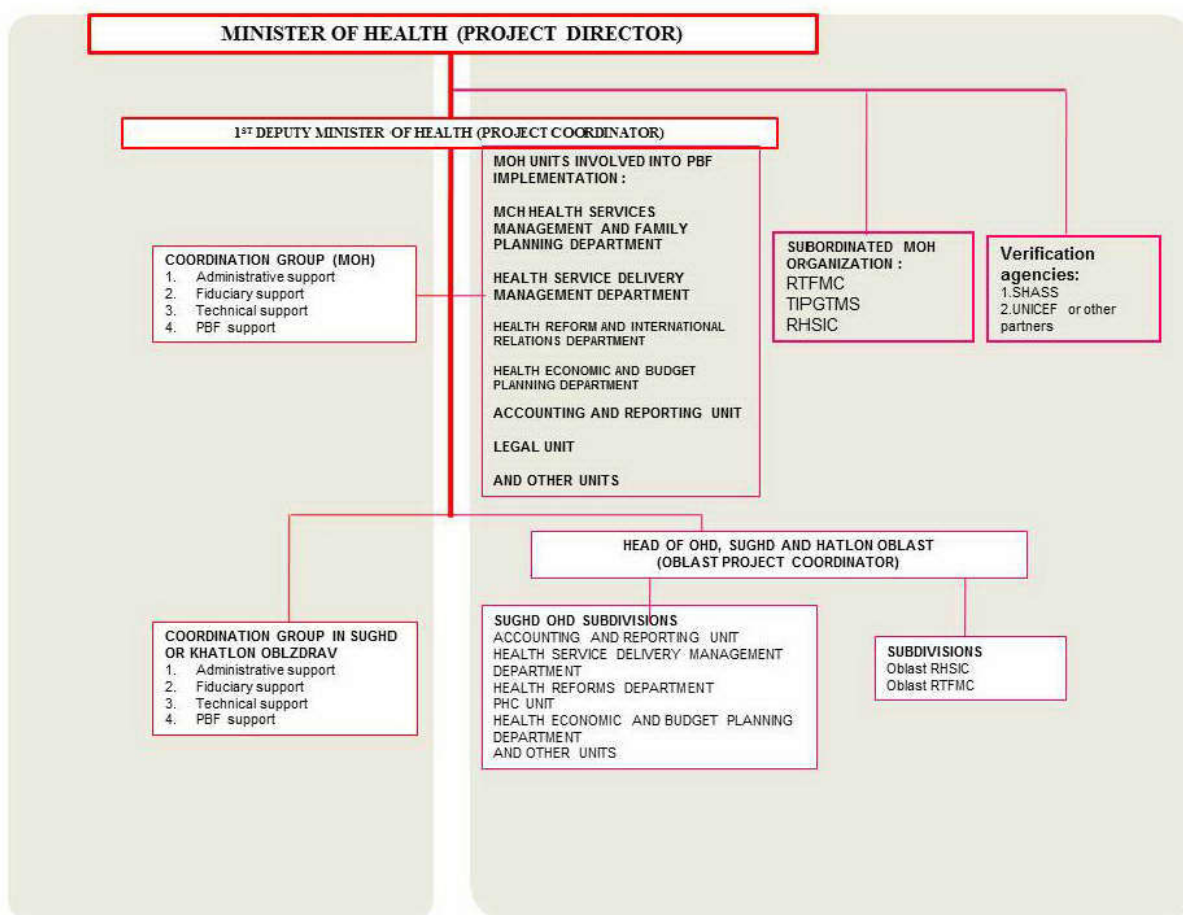 MINISTER OF HEALTH (PROJECT DIRECTOR)
1ST DEPUTY MINISTER OF HEALTH (PROJECT COORDINATOR)
MOH UNITS INVOLVED INTO PBF
IMPLEMENTATION :
MCH HEALTH SERVICES
MANAGEMENT AND FAMILY
PLANNING DEPARTMENT
HEALTH SERVICE DELIVERY
MANAGEMENT DEPARTMENT
HEALTH REFORM AND INTERNATIONAL
RELATIONS DEPARTMENT
HEALTH ECONOMIC AND BUDGET
PLANNING DEPARTMENT
ACCOUNTING AND REPORTING UNIT
LEGAL UNIT
AND OTHER UNITS
COORDINATION GROUP (MOH)
1. Administrative support
2. Fiduciary support
3. Technical support
4. PBF support
SUBORDINATED MOH
ORGANIZATION :
RTFMC
TIPGTMS
RHSIC
Verification
agencies:
1.SHASS
2.UNICEF or other
partners
HEAD OF OHD, SUGHD AND HATLON OBLAST
(OBLAST PROJECT COORDINATOR)
COORDINATION GROUP IN SUGHD
OR KHATLON OBLZDRAV
1. Administrative support
2. Fiduciary support
3. Technical support
4. PBF support
SUGHD OHD SUBDIVISIONS
ACCOUNTING AND REPORTING UNIT
HEALTH SERVICE DELIVERY MANAGEMENT
DEPARTMENT
HEALTH REFORMS DEPARTMENT
PHC UNIT
HEALTH ECONOMIC AND BUDGET PLANNING
DEPARTMENT
AND OTHER UNITS
SUBDIVISIONS
Oblast RHSIC
Oblast RTFMC